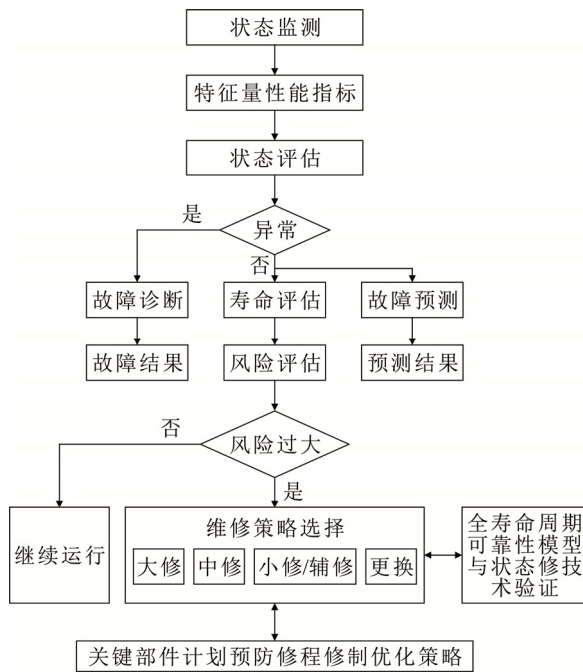 状态监测
特征量性能指标
状态评估
是
异常
否
故障诊断
寿命评估
故障预测
故障结果
风险评估
预测结果
否
风险过大
是
继续运行
维修策略选择
大修
中修
小修/辅修
更换
全寿命周期
可靠性模型
与状态修技
术验证
关键部件计划预防修程修制优化策略